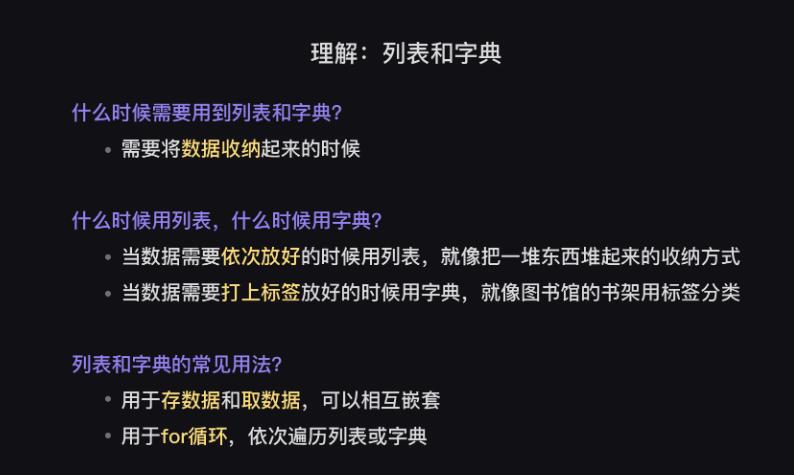 理解：列表和字典
什么时候需要用到列表和字典？
• 需要将数据收纳起来的时候
什么时候用列表，什么时候用字典？
• 当数据需要依次放好的时候用列表，就像把一堆东西堆起来的收纳方式
• 当数据需要打上标签放好的时候用字典，就像图书馆的书架用标签分类
列表和字典的常见用法？
• 用于存数据和取数据，可以相互嵌套
• 用于for循环，依次遍历列表或字典